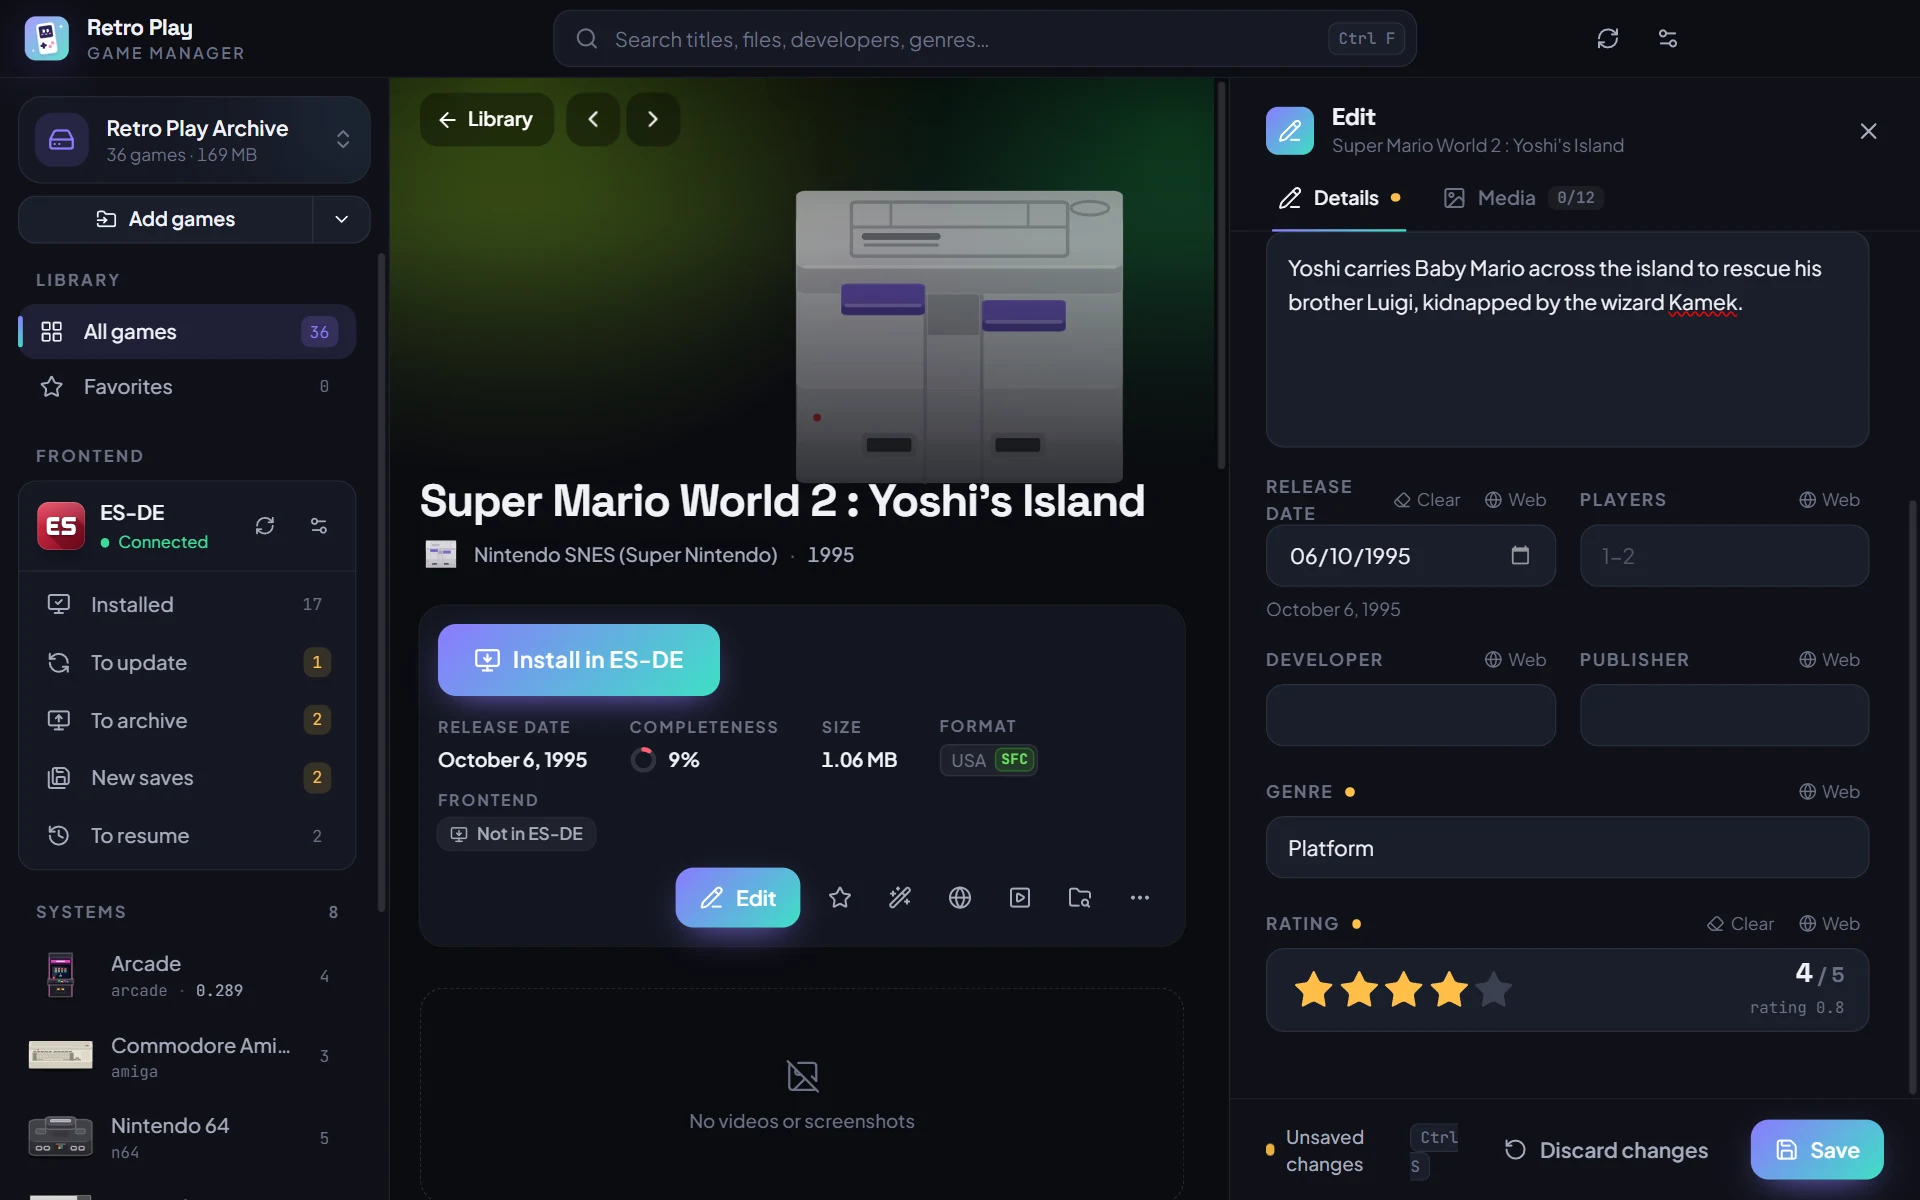 Retro Play
GAME MANAGER
Search titles, files, developers, genres...
Ctrl F
Retro Play Archive
36 games · 169 MB
Add games
LIBRARY
All games 36
Favorites 0
FRONTEND
ES
ES-DE
Connected
Installed 17
To update 1
To archive 2
New saves 2
To resume 2
SYSTEMS 8
Arcade
arcade · 0.289
4
Commodore Ami...
amiga
3
Nintendo 64
n64
5
Library
Super Mario World 2 : Yoshi's Island
Nintendo SNES (Super Nintendo) · 1995
Install in ES-DE
RELEASE DATE
October 6, 1995
COMPLETENESS
9%
SIZE
1.06 MB
FORMAT
USA SFC
FRONTEND
Not in ES-DE
Edit
No videos or screenshots
Edit
Super Mario World 2 : Yoshi's Island
Details
Media 0/12
Yoshi carries Baby Mario across the island to rescue his
brother Luigi, kidnapped by the wizard Kamek.
RELEASE
DATE
Clear
Web
06/10/1995
October 6, 1995
PLAYERS
Web
1–2
DEVELOPER
Web
PUBLISHER
Web
GENRE
Web
Platform
RATING
Clear
Web
4 / 5
rating 0.8
Unsaved
changes
Ctrl
S
Discard changes
Save